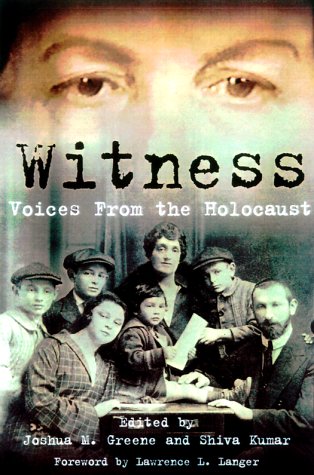 Witness
Voices From the Holocaust
Edited by
Joshua M. Greene and Shiva Kumar
Foreword by Lawrence L. Langer